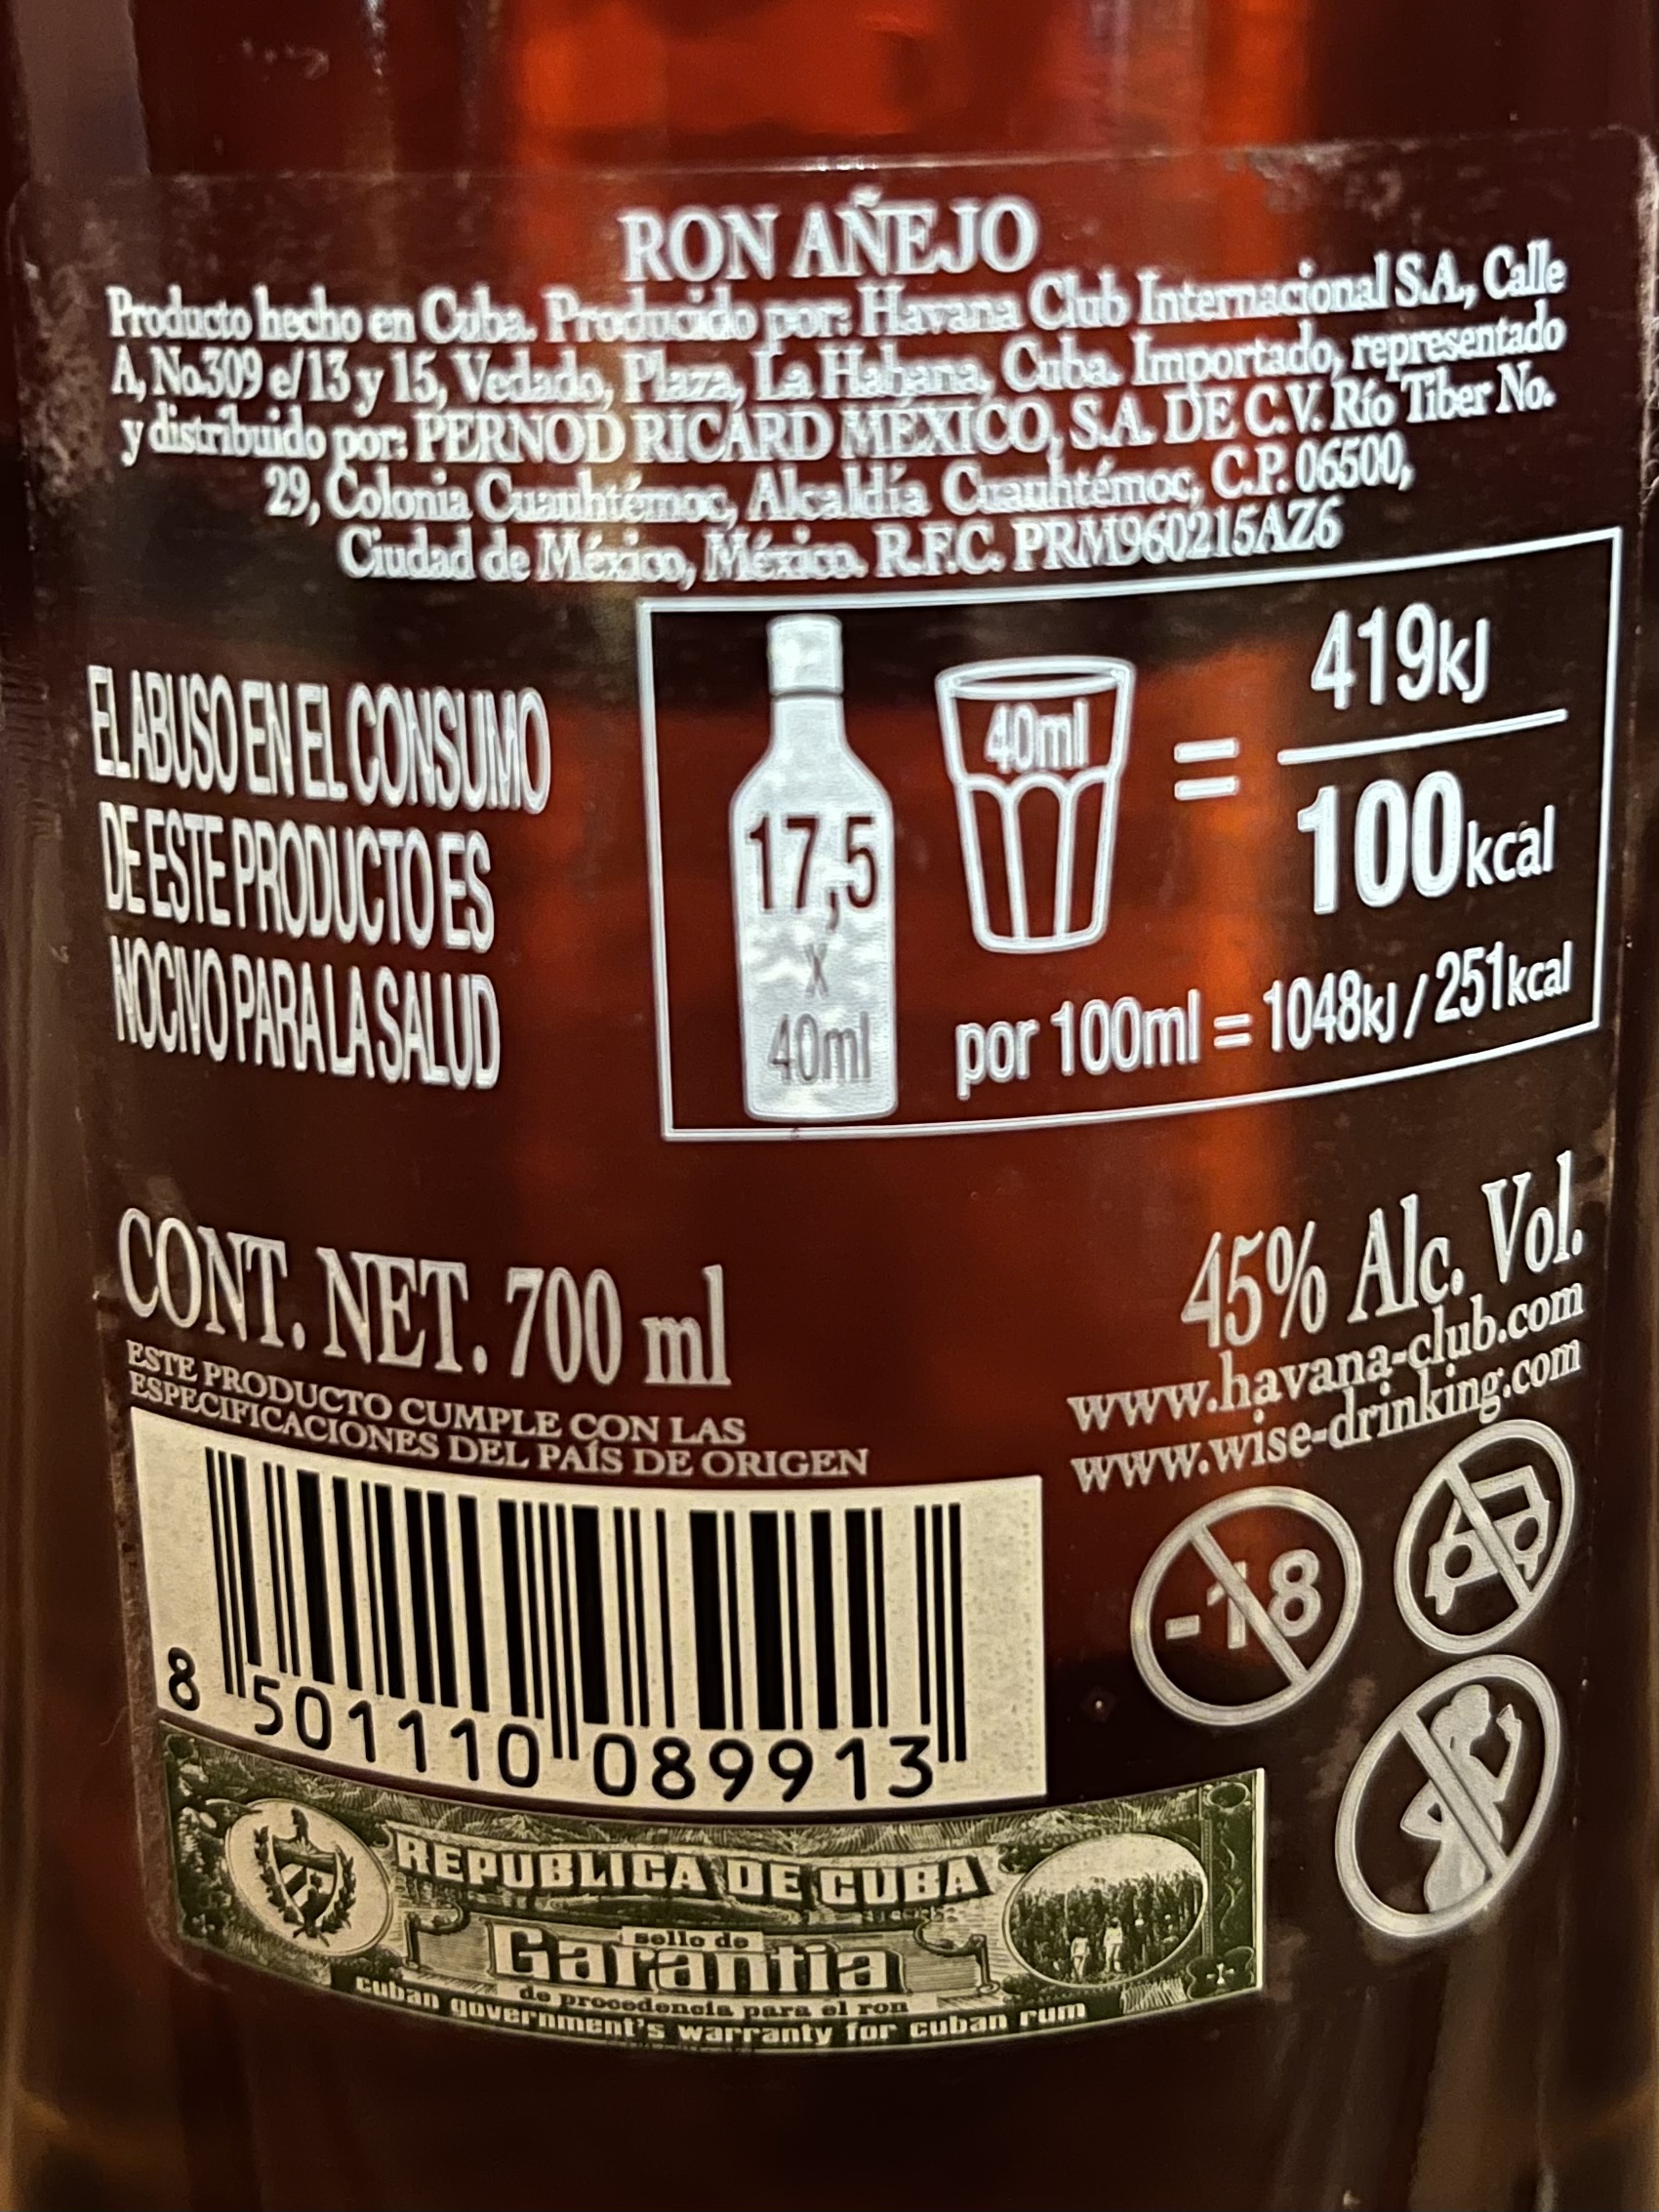 RON AÑEJO
Producto hecho en Cuba. Producido por: Havana Club Internacional S.A., Calle
A, No.309 e/13 y 15, Vedado, Plaza, La Habana, Cuba. Importado, representado
y distribuido por: PERNOD RICARD MÉXICO, S.A. DE C.V. Río Tiber No.
29, Colonia Cuauhtémoc, Alcaldía Cuauhtémoc, C.P. 06500,
Ciudad de México, México. R.F.C. PRM960215AZ6
EL ABUSO EN EL CONSUMO
DE ESTE PRODUCTO ES
NOCIVO PARA LA SALUD
17,5
x
40ml
40ml
=
419kJ
100kcal
por 100ml = 1048kJ / 251kcal
CONT. NET. 700 ml
ESTE PRODUCTO CUMPLE CON LAS
ESPECIFICACIONES DEL PAÍS DE ORIGEN
45% Alc. Vol.
www.havana-club.com
www.wise-drinking.com
-18
8 501110 089913
REPUBLICA DE CUBA
sello de
Garantia
de procedencia para el ron
cuban government's warranty for cuban rum